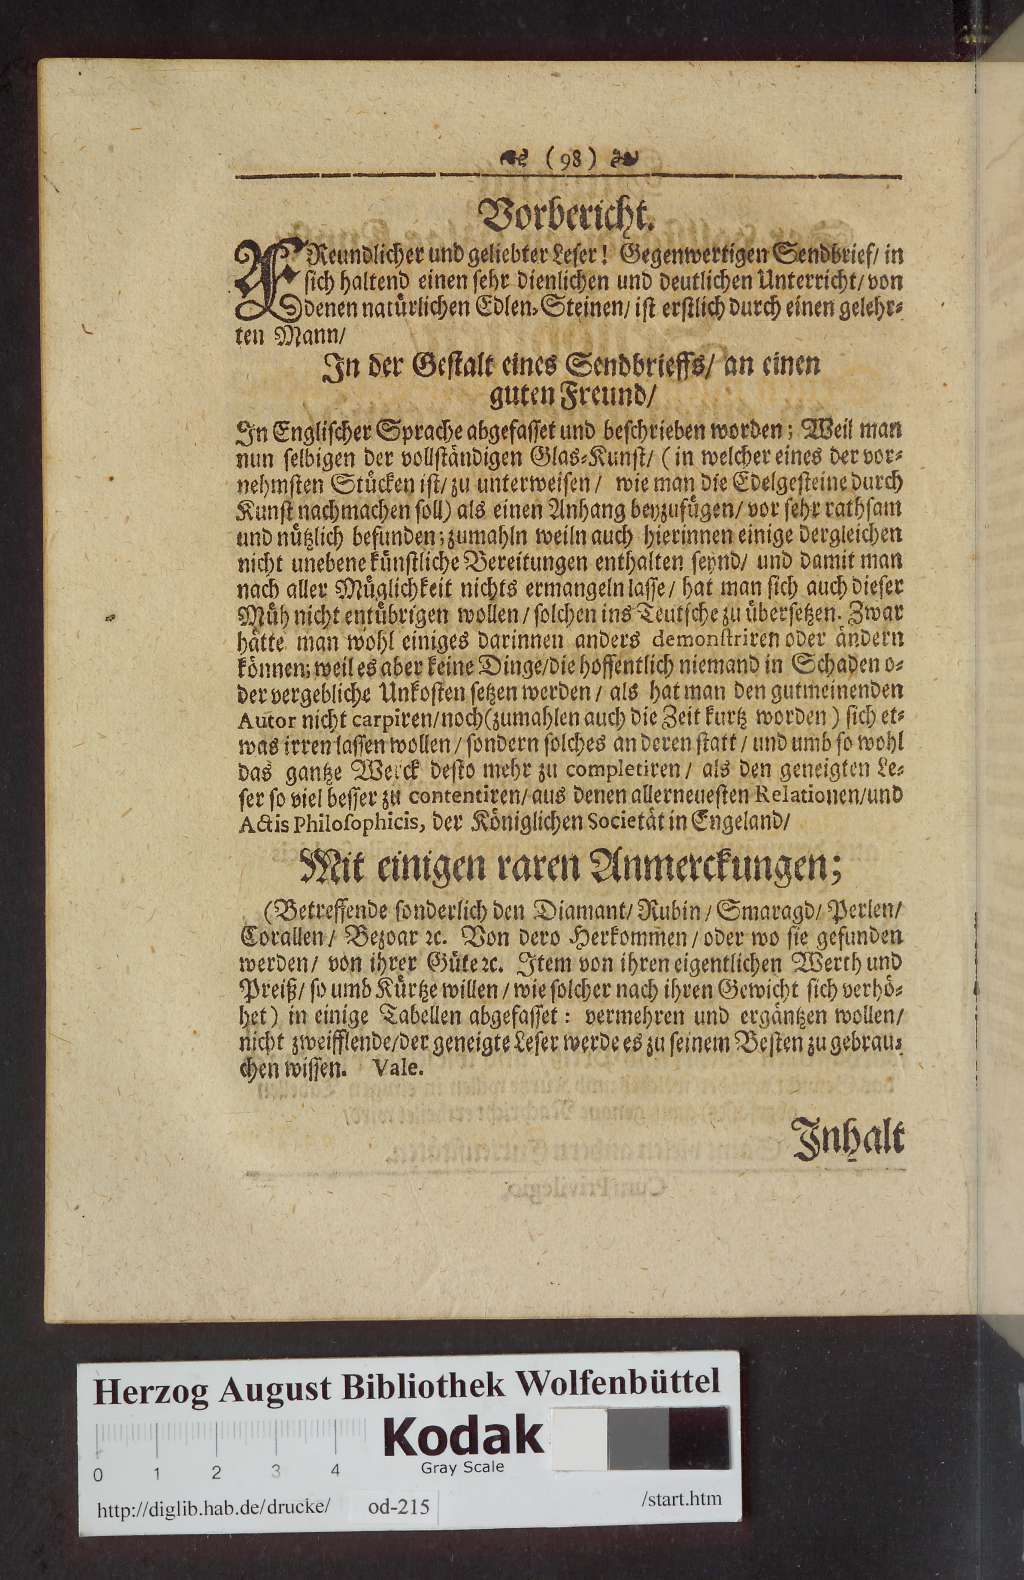 (98)
Vorbericht.
FReundlicher und geliebter Leser! Gegenwertigen Sendbrief/ in
sich haltend einen sehr dienlichen und deutlichen Unterricht/ von
denen natürlichen Edlen-Steinen/ ist erstlich durch einen gelehr-
ten Mann/
In der Gestalt eines Sendbrieffs/ an einen
guten Freund/
In Englischer Sprache abgefasset und beschrieben worden; Weil man
nun selbigen der vollständigen Glas-Kunst/ (in welcher eines der vor-
nehmsten Stücken ist/ zu unterweisen/ wie man die Edelgesteine durch
Kunst nachmachen soll) als einen Anhang beyzufügen/ vor sehr rathsam
und nützlich befunden; zumahln weiln auch hierinnen einige dergleichen
nicht unebene künstliche Bereitungen enthalten seynd/ und damit man
nach aller Müglichkeit nichts ermangeln lasse/ hat man sich auch dieser
Müh nicht entübrigen wollen/ solchen ins Teutsche zu übersetzen. Zwar
hätte man wohl einiges darinnen anders demonstriren oder ändern
können; weil es aber keine Dinge/ die hoffentlich niemand in Schaden o-
der vergebliche Unkosten setzen werden/ als hat man den gutmeinenden
Autor nicht carpiren/ noch (zumahlen auch die Zeit kurtz worden) sich et-
was irren lassen wollen/ sondern solches an deren statt/ und umb so wohl
das gantze Werck desto mehr zu completiren/ als den geneigten Le-
ser so viel besser zu contentiren/ aus denen allerneuesten Relationen/ und
Actis Philosophicis, der Königlichen Societät in Engeland/
Mit einigen raren Anmerckungen;
(Betreffende sonderlich den Diamant/ Rubin/ Smaragd/ Perlen/
Corallen/ Bezoar ꝛc. Von dero Herkommen/ oder wo sie gefunden
werden/ von ihrer Güte ꝛc. Item von ihren eigentlichen Werth und
Preiß/ so umb Kürtze willen/ wie solcher nach ihren Gewicht sich verhö-
het) in einige Tabellen abgefasset: vermehren und ergäntzen wollen/
nicht zweifflende/ der geneigte Leser werde es zu seinem Besten zu gebrau-
chen wissen. Vale.
Inhalt
Herzog August Bibliothek Wolfenbüttel
Kodak
Gray Scale
0 1 2 3 4
http://diglib.hab.de/drucke/ od-215 /start.htm